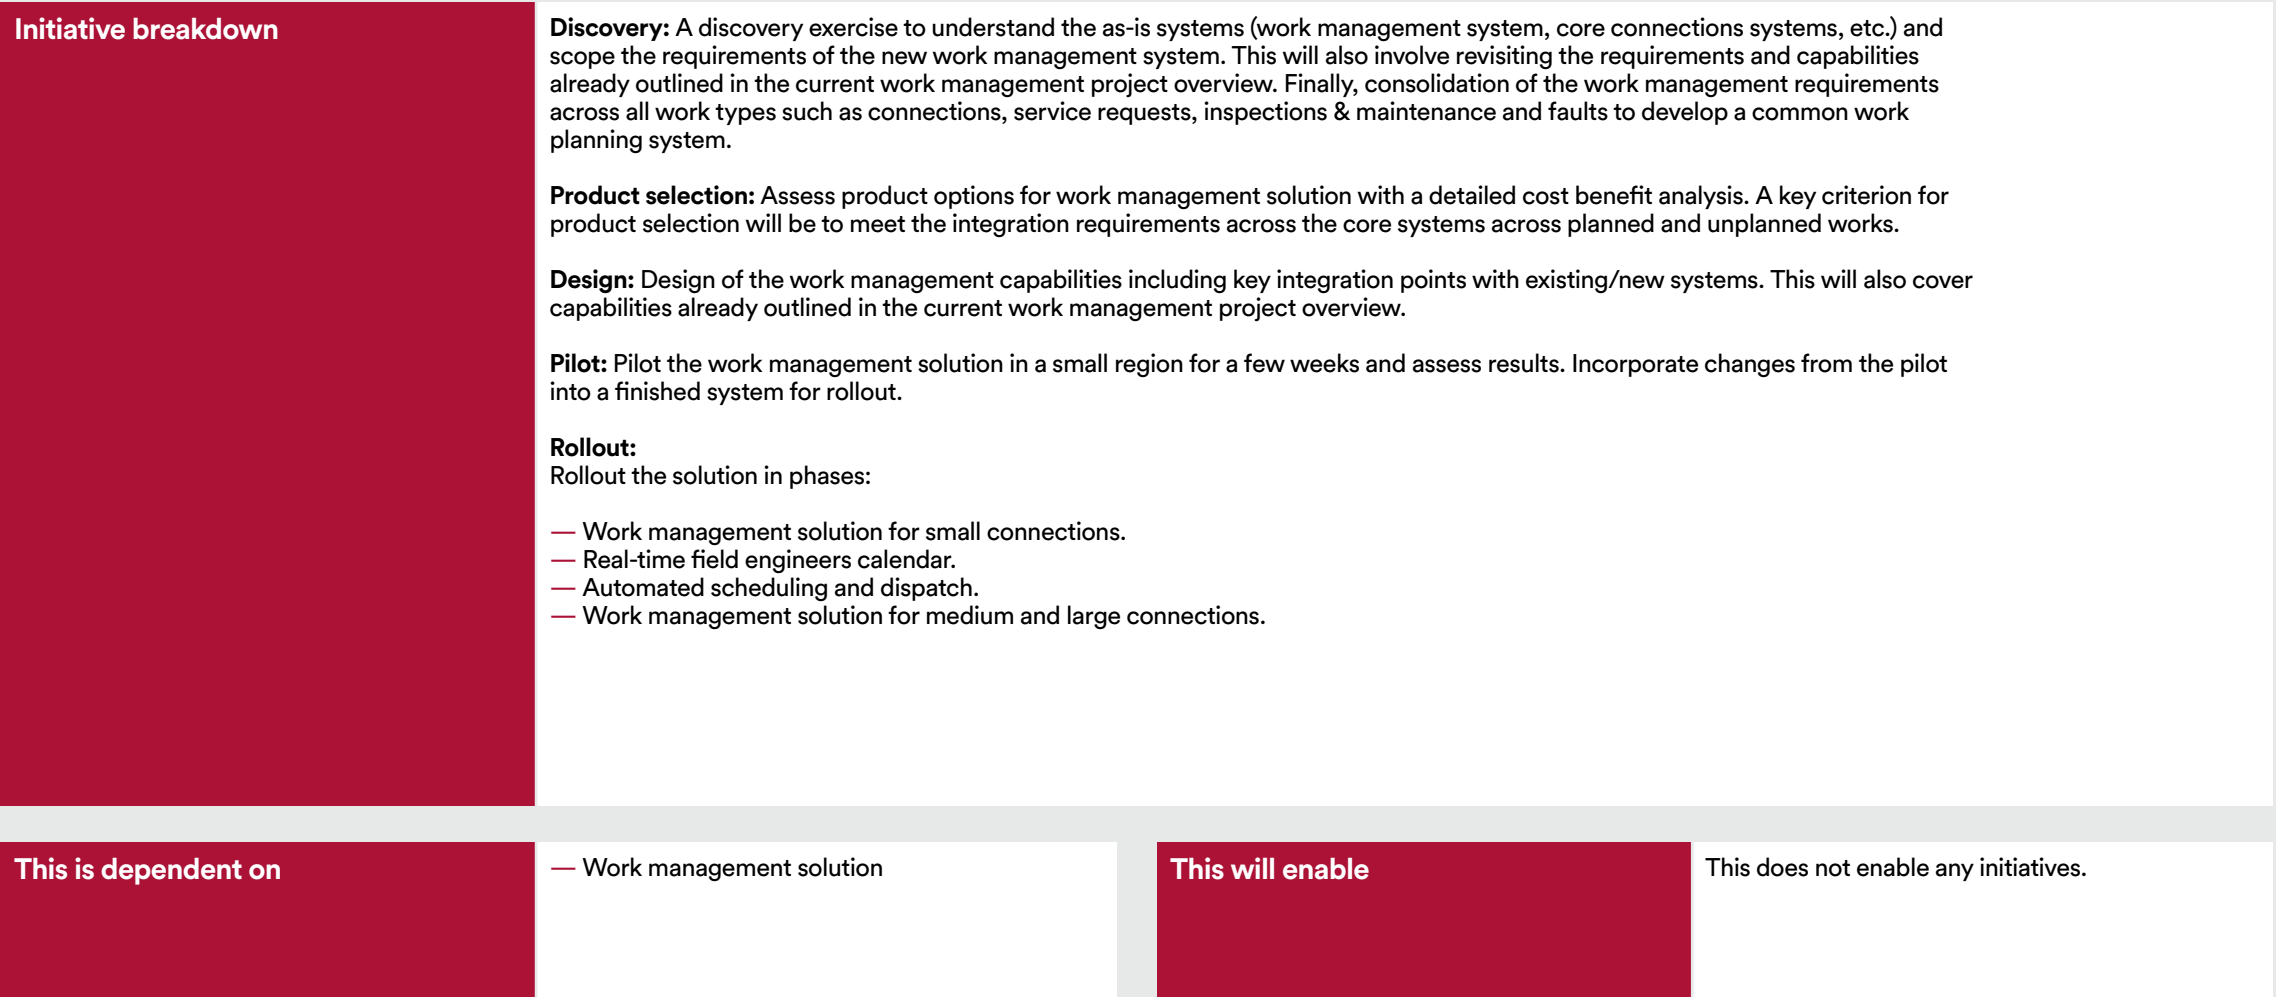 Initiative breakdown
Discovery: A discovery exercise to understand the as-is systems (work management system, core connections systems, etc.) and
scope the requirements of the new work management system. This will also involve revisiting the requirements and capabilities
already outlined in the current work management project overview. Finally, consolidation of the work management requirements
across all work types such as connections, service requests, inspections & maintenance and faults to develop a common work
planning system.
Product selection: Assess product options for work management solution with a detailed cost benefit analysis. A key criterion for
product selection will be to meet the integration requirements across the core systems across planned and unplanned works.
Design: Design of the work management capabilities including key integration points with existing/new systems. This will also cover
capabilities already outlined in the current work management project overview.
Pilot: Pilot the work management solution in a small region for a few weeks and assess results. Incorporate changes from the pilot
into a finished system for rollout.
Rollout:
Rollout the solution in phases:
— Work management solution for small connections.
— Real-time field engineers calendar.
— Automated scheduling and dispatch.
— Work management solution for medium and large connections.
This is dependent on
— Work management solution
This will enable
This does not enable any initiatives.